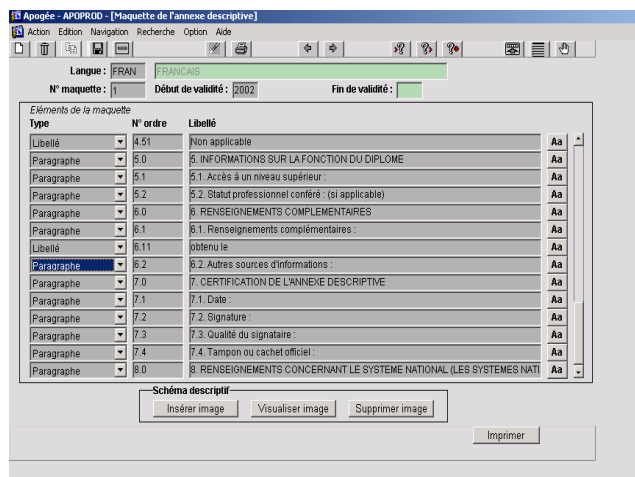 Apogée - APOPROD - [Maquette de l'annexe descriptive]
Action Edition Navigation Recherche Option Aide
Langue : FRAN FRANCAIS
N° maquette : 1 Début de validité : 2002 Fin de validité :
Eléments de la maquette
Type N° ordre Libellé
Libellé 4.51 Non applicable Aa
Paragraphe 5.0 5. INFORMATIONS SUR LA FONCTION DU DIPLOME Aa
Paragraphe 5.1 5.1. Accès à un niveau supérieur : Aa
Paragraphe 5.2 5.2. Statut professionnel conféré : (si applicable) Aa
Paragraphe 6.0 6. RENSEIGNEMENTS COMPLEMENTAIRES Aa
Paragraphe 6.1 6.1. Renseignements complémentaires : Aa
Libellé 6.11 obtenu le Aa
Paragraphe 6.2 6.2. Autres sources d'informations : Aa
Paragraphe 7.0 7. CERTIFICATION DE L'ANNEXE DESCRIPTIVE Aa
Paragraphe 7.1 7.1. Date : Aa
Paragraphe 7.2 7.2. Signature : Aa
Paragraphe 7.3 7.3. Qualité du signataire : Aa
Paragraphe 7.4 7.4. Tampon ou cachet officiel : Aa
Paragraphe 8.0 8. RENSEIGNEMENTS CONCERNANT LE SYSTEME NATIONAL (LES SYSTEMES NATI Aa
Schéma descriptif
Insérer image Visualiser image Supprimer image
Imprimer